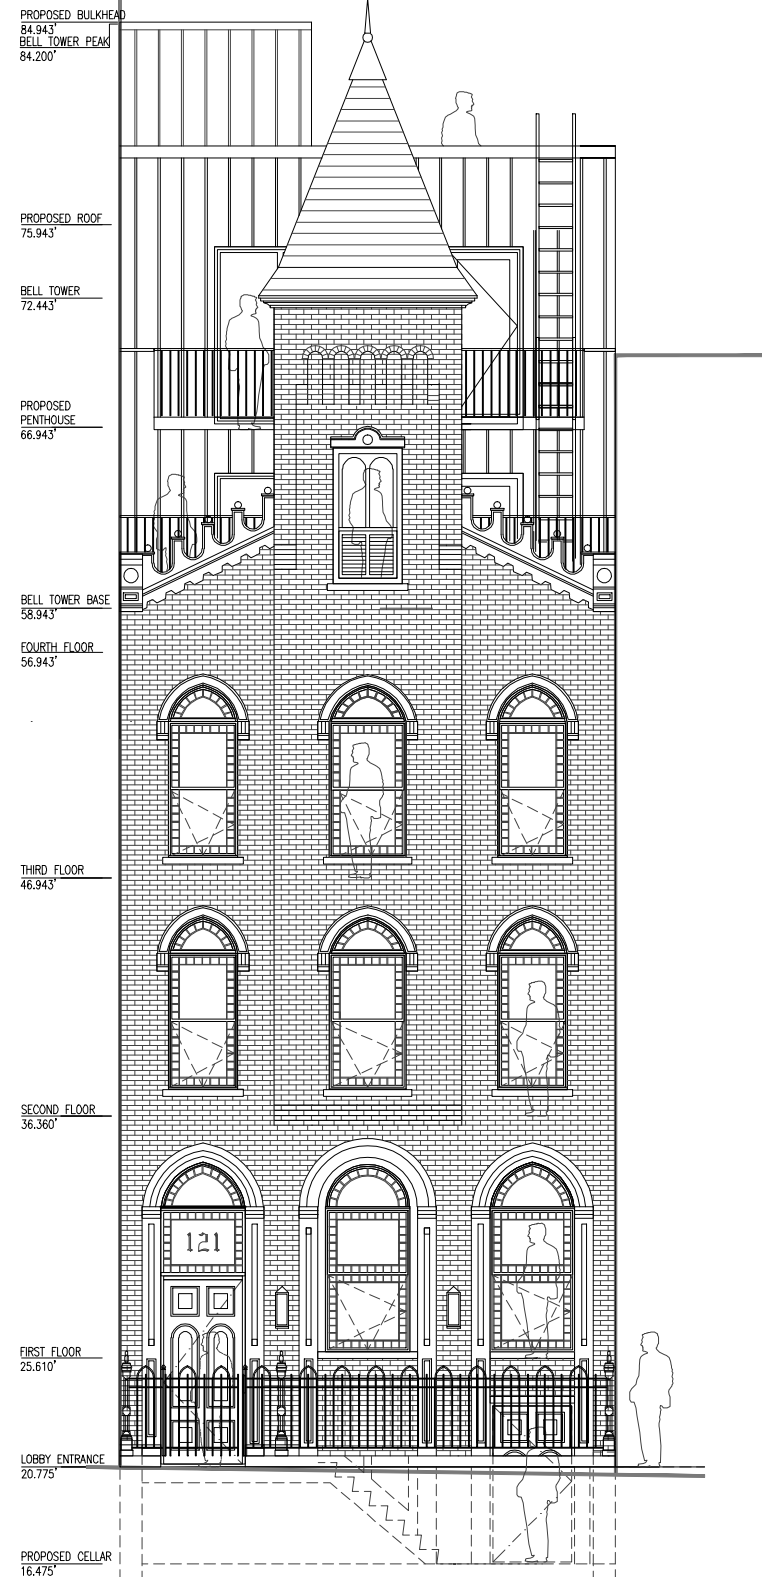 PROPOSED BULKHEAD
84.943'
BELL TOWER PEAK
84.200'
PROPOSED ROOF
75.943'
BELL TOWER
72.443'
PROPOSED
PENTHOUSE
66.943'
BELL TOWER BASE
58.943'
FOURTH FLOOR
56.943'
THIRD FLOOR
46.943'
SECOND FLOOR
36.360'
121
FIRST FLOOR
25.610'
LOBBY ENTRANCE
20.775'
PROPOSED CELLAR
16.475'